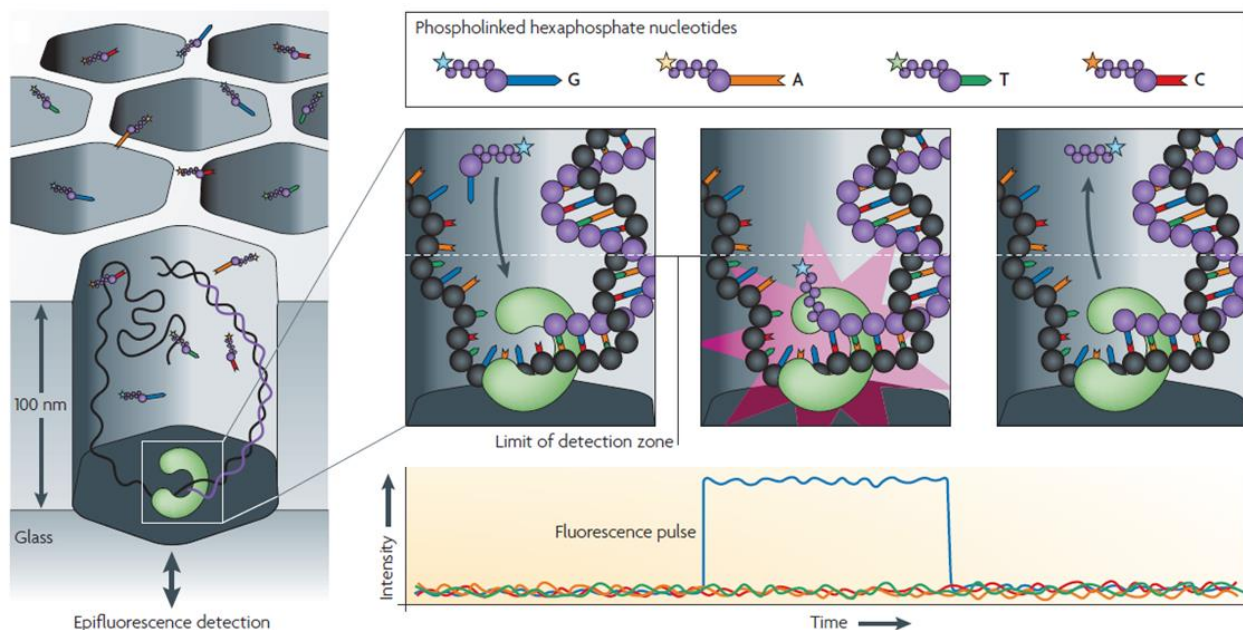 Phospholinked hexaphosphate nucleotides
G
A
T
C
100 nm
Glass
Epifluorescence detection
Limit of detection zone
Fluorescence pulse
Intensity
Time